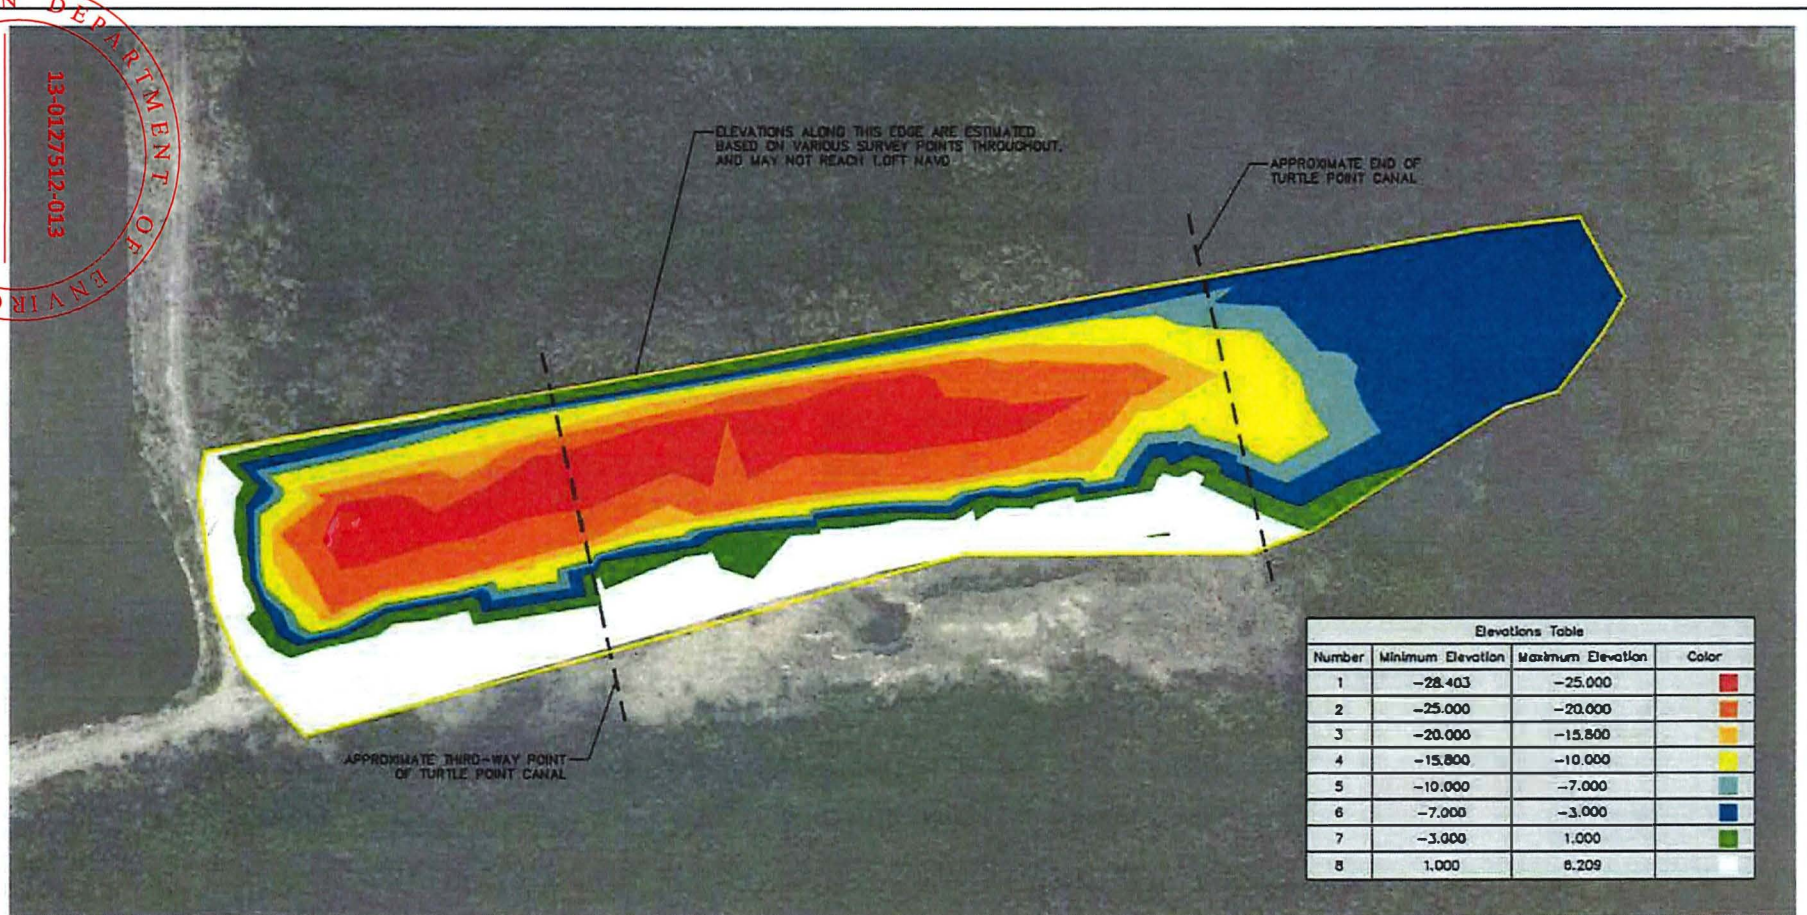 N DEPARTMENT OF ENVIRO
13-0127512-013
ELEVATIONS ALONG THIS EDGE ARE ESTIMATED
BASED ON VARIOUS SURVEY POINTS THROUGHOUT,
AND MAY NOT REACH 1.0FT NAVD
APPROXIMATE END OF
TURTLE POINT CANAL
APPROXIMATE THIRD-WAY POINT
OF TURTLE POINT CANAL
Elevations Table
Number Minimum Elevation Maximum Elevation Color
1 -28.403 -25.000
2 -25.000 -20.000
3 -20.000 -15.800
4 -15.800 -10.000
5 -10.000 -7.000
6 -7.000 -3.000
7 -3.000 1.000
8 1.000 6.209